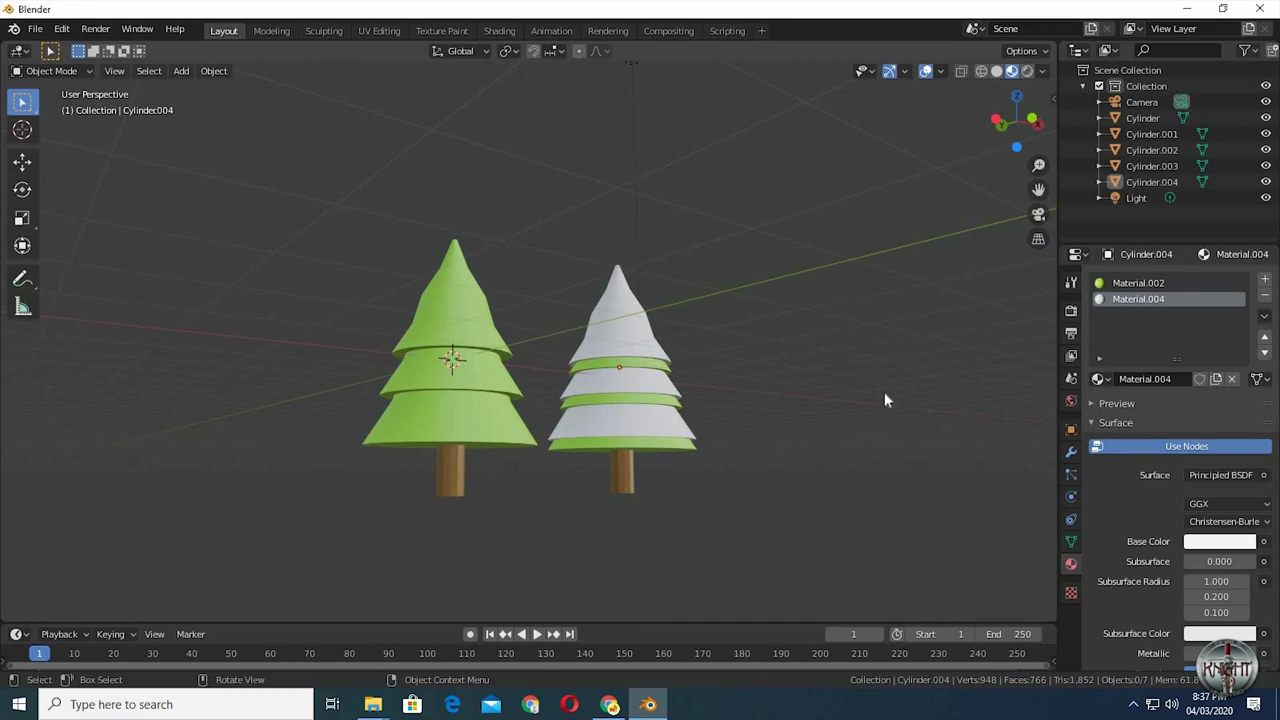 Blender
File Edit Render Window Help
Layout Modeling Sculpting UV Editing Texture Paint Shading Animation Rendering Compositing Scripting +
Scene
View Layer
Global
Options
Object Mode View Select Add Object
User Perspective
(1) Collection | Cylinder.004
Z
Y
X
Scene Collection
Collection
Camera
Cylinder
Cylinder.001
Cylinder.002
Cylinder.003
Cylinder.004
Light
Cylinder.004 Material.004
Material.002
Material.004
Material.004
Preview
Surface
Use Nodes
Surface Principled BSDF
GGX
Christensen-Burle
Base Color
Subsurface 0.000
Subsurface Radius 1.000
0.200
0.100
Subsurface Color
Metallic
Playback Keying View Marker
1 Start 1 End 250
1 10 20 30 40 50 60 70 80 90 100 110 120 130 140 150 160 170 180 190 200 210 220 230 240 250
Select Box Select Rotate View Object Context Menu
Collection | Cylinder.004 | Verts:948 | Faces:766 | Tris:1,852 | Objects:0/7 | Mem: 61.8
KNIGHT
Type here to search
8:37 PM
04/03/2020